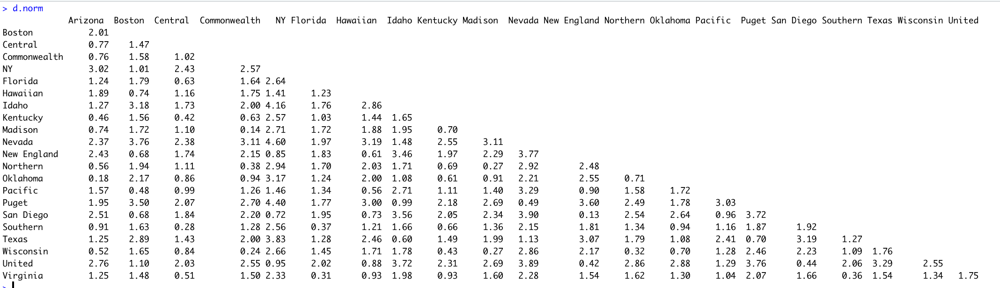 > d.norm
Arizona Boston Central Commonwealth NY Florida Hawaiian Idaho Kentucky Madison Nevada New England Northern Oklahoma Pacific Puget San Diego Southern Texas Wisconsin United
Boston 2.01
Central 0.77 1.47
Commonwealth 0.76 1.58 1.02
NY 3.02 1.01 2.43 2.57
Florida 1.24 1.79 0.63 1.64 2.64
Hawaiian 1.89 0.74 1.16 1.75 1.41 1.23
Idaho 1.27 3.18 1.73 2.00 4.16 1.76 2.86
Kentucky 0.46 1.56 0.42 0.63 2.57 1.03 1.44 1.65
Madison 0.74 1.72 1.10 0.14 2.71 1.72 1.88 1.95 0.70
Nevada 2.37 3.76 2.38 3.11 4.60 1.97 3.19 1.48 2.55 3.11
New England 2.43 0.68 1.74 2.15 0.85 1.83 0.61 3.46 1.97 2.29 3.77
Northern 0.56 1.94 1.11 0.38 2.94 1.70 2.03 1.71 0.69 0.27 2.92 2.48
Oklahoma 0.18 2.17 0.86 0.94 3.17 1.24 2.00 1.08 0.61 0.91 2.21 2.55 0.71
Pacific 1.57 0.48 0.99 1.26 1.46 1.34 0.56 2.71 1.11 1.40 3.29 0.90 1.58 1.72
Puget 1.95 3.50 2.07 2.70 4.40 1.77 3.00 0.99 2.18 2.69 0.49 3.60 2.49 1.78 3.03
San Diego 2.51 0.68 1.84 2.20 0.72 1.95 0.73 3.56 2.05 2.34 3.90 0.13 2.54 2.64 0.96 3.72
Southern 0.91 1.63 0.28 1.28 2.56 0.37 1.21 1.66 0.66 1.36 2.15 1.81 1.34 0.94 1.16 1.87 1.92
Texas 1.25 2.89 1.43 2.00 3.83 1.28 2.46 0.60 1.49 1.99 1.13 3.07 1.79 1.08 2.41 0.70 3.19 1.27
Wisconsin 0.52 1.65 0.84 0.24 2.66 1.45 1.71 1.78 0.43 0.27 2.86 2.17 0.32 0.70 1.28 2.46 2.23 1.09 1.76
United 2.76 1.10 2.03 2.55 0.95 2.02 0.88 3.72 2.31 2.69 3.89 0.42 2.86 2.88 1.29 3.76 0.44 2.06 3.29 2.55
Virginia 1.25 1.48 0.51 1.50 2.33 0.31 0.93 1.98 0.93 1.60 2.28 1.54 1.62 1.30 1.04 2.07 1.66 0.36 1.54 1.34 1.75
>